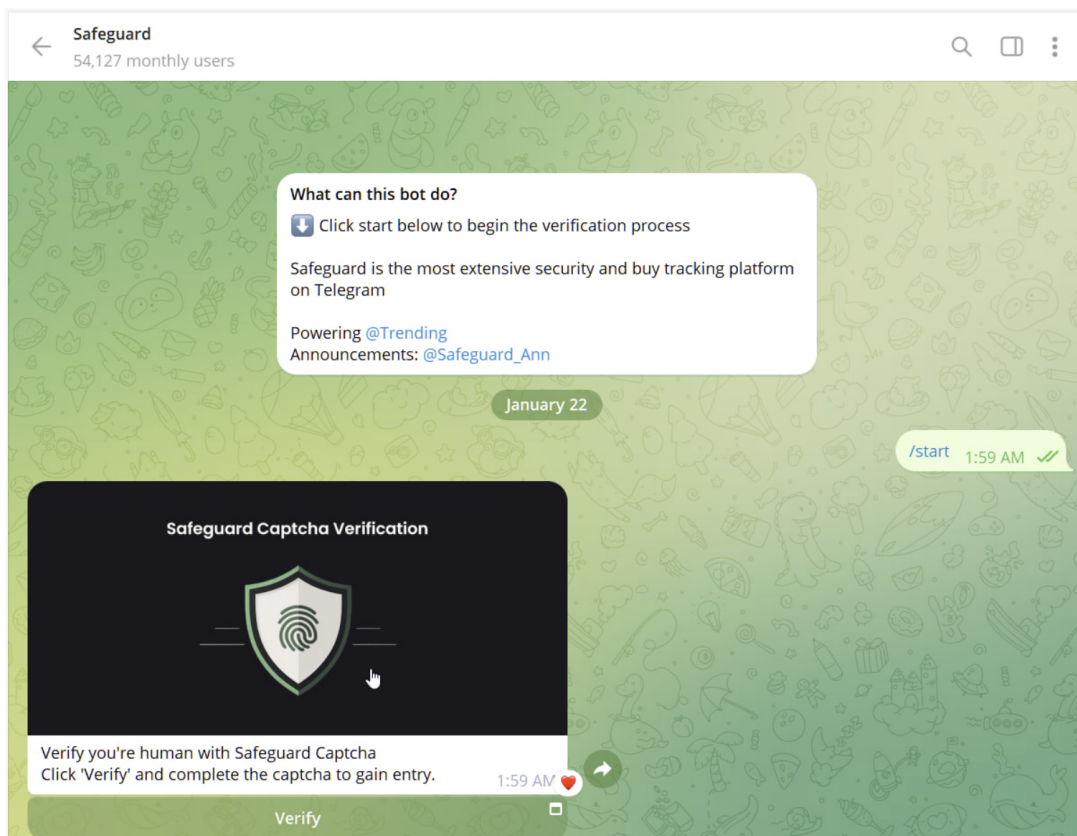 Safeguard
54,127 monthly users
What can this bot do?
⬇️ Click start below to begin the verification process
Safeguard is the most extensive security and buy tracking platform
on Telegram
Powering @Trending
Announcements: @Safeguard_Ann
January 22
/start 1:59 AM
Safeguard Captcha Verification
Verify you're human with Safeguard Captcha
Click 'Verify' and complete the captcha to gain entry.
1:59 AM
Verify